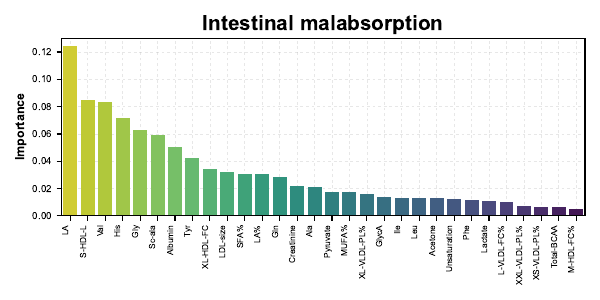 Intestinal malabsorption
Importance
0.12
0.10
0.08
0.06
0.04
0.02
0.00
LA
S-HDL-L
Val
His
Gly
Sc-ala
Albumin
Tyr
XL-HDL-FC
LDL-size
SFA%
LA%
Gln
Creatinine
Ala
Pyruvate
MUFA%
XL-VLDL-PL%
GlycA
Ile
Leu
Acetone
Unsaturation
Phe
Lactate
L-VLDL-FC%
XXL-VLDL-PL%
XS-VLDL-PL%
Total-BCAA
M-HDL-FC%